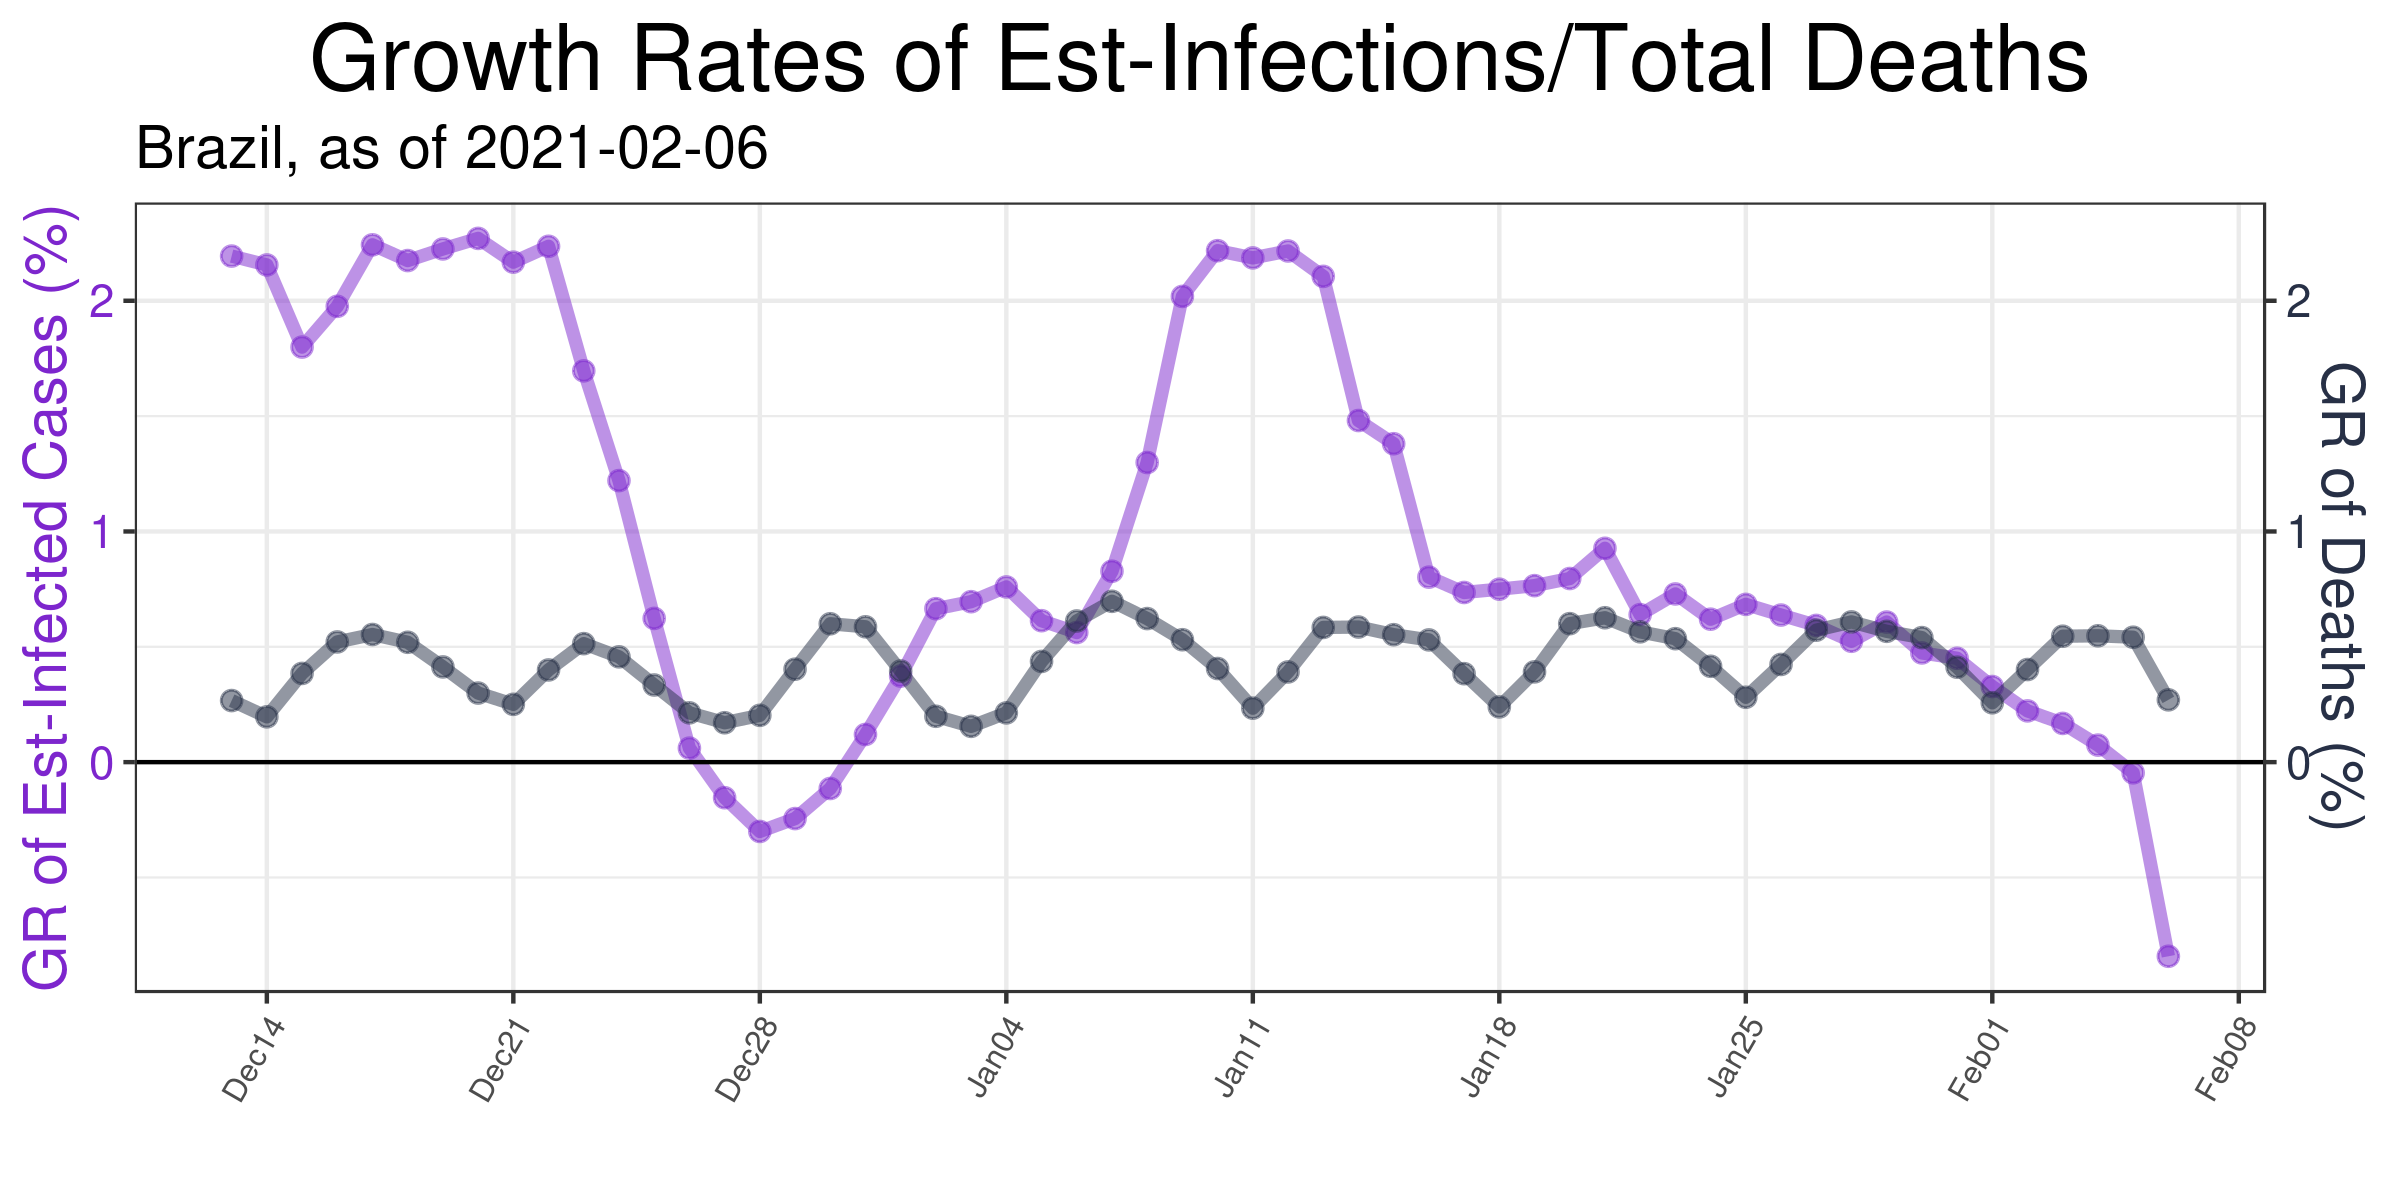 Growth Rates of Est-Infections/Total Deaths
Brazil, as of 2021-02-06
GR of Est-Infected Cases (%)
2
1
0
2
1
0
GR of Deaths (%)
Dec14
Dec21
Dec28
Jan04
Jan11
Jan18
Jan25
Feb01
Feb08